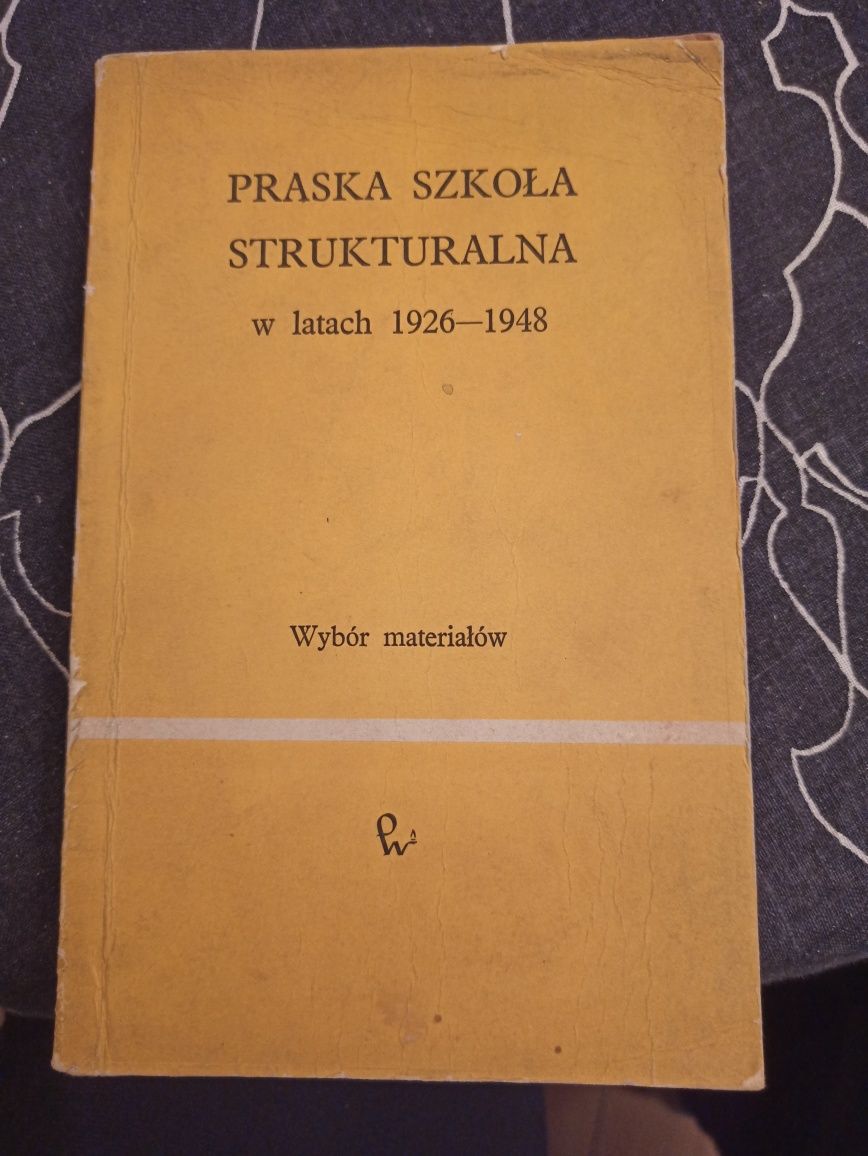 PRASKA SZKOŁA
STRUKTURALNA
w latach 1926—1948
Wybór materiałów
PW